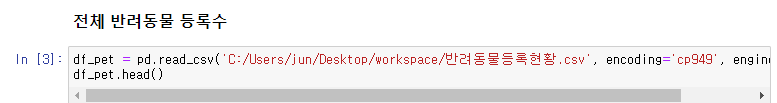 전체 반려동물 등록수
In [3]: df_pet = pd.read_csv('C:/Users/jun/Desktop/workspace/반려동물등록현황.csv', encoding='cp949', engin
df_pet.head()